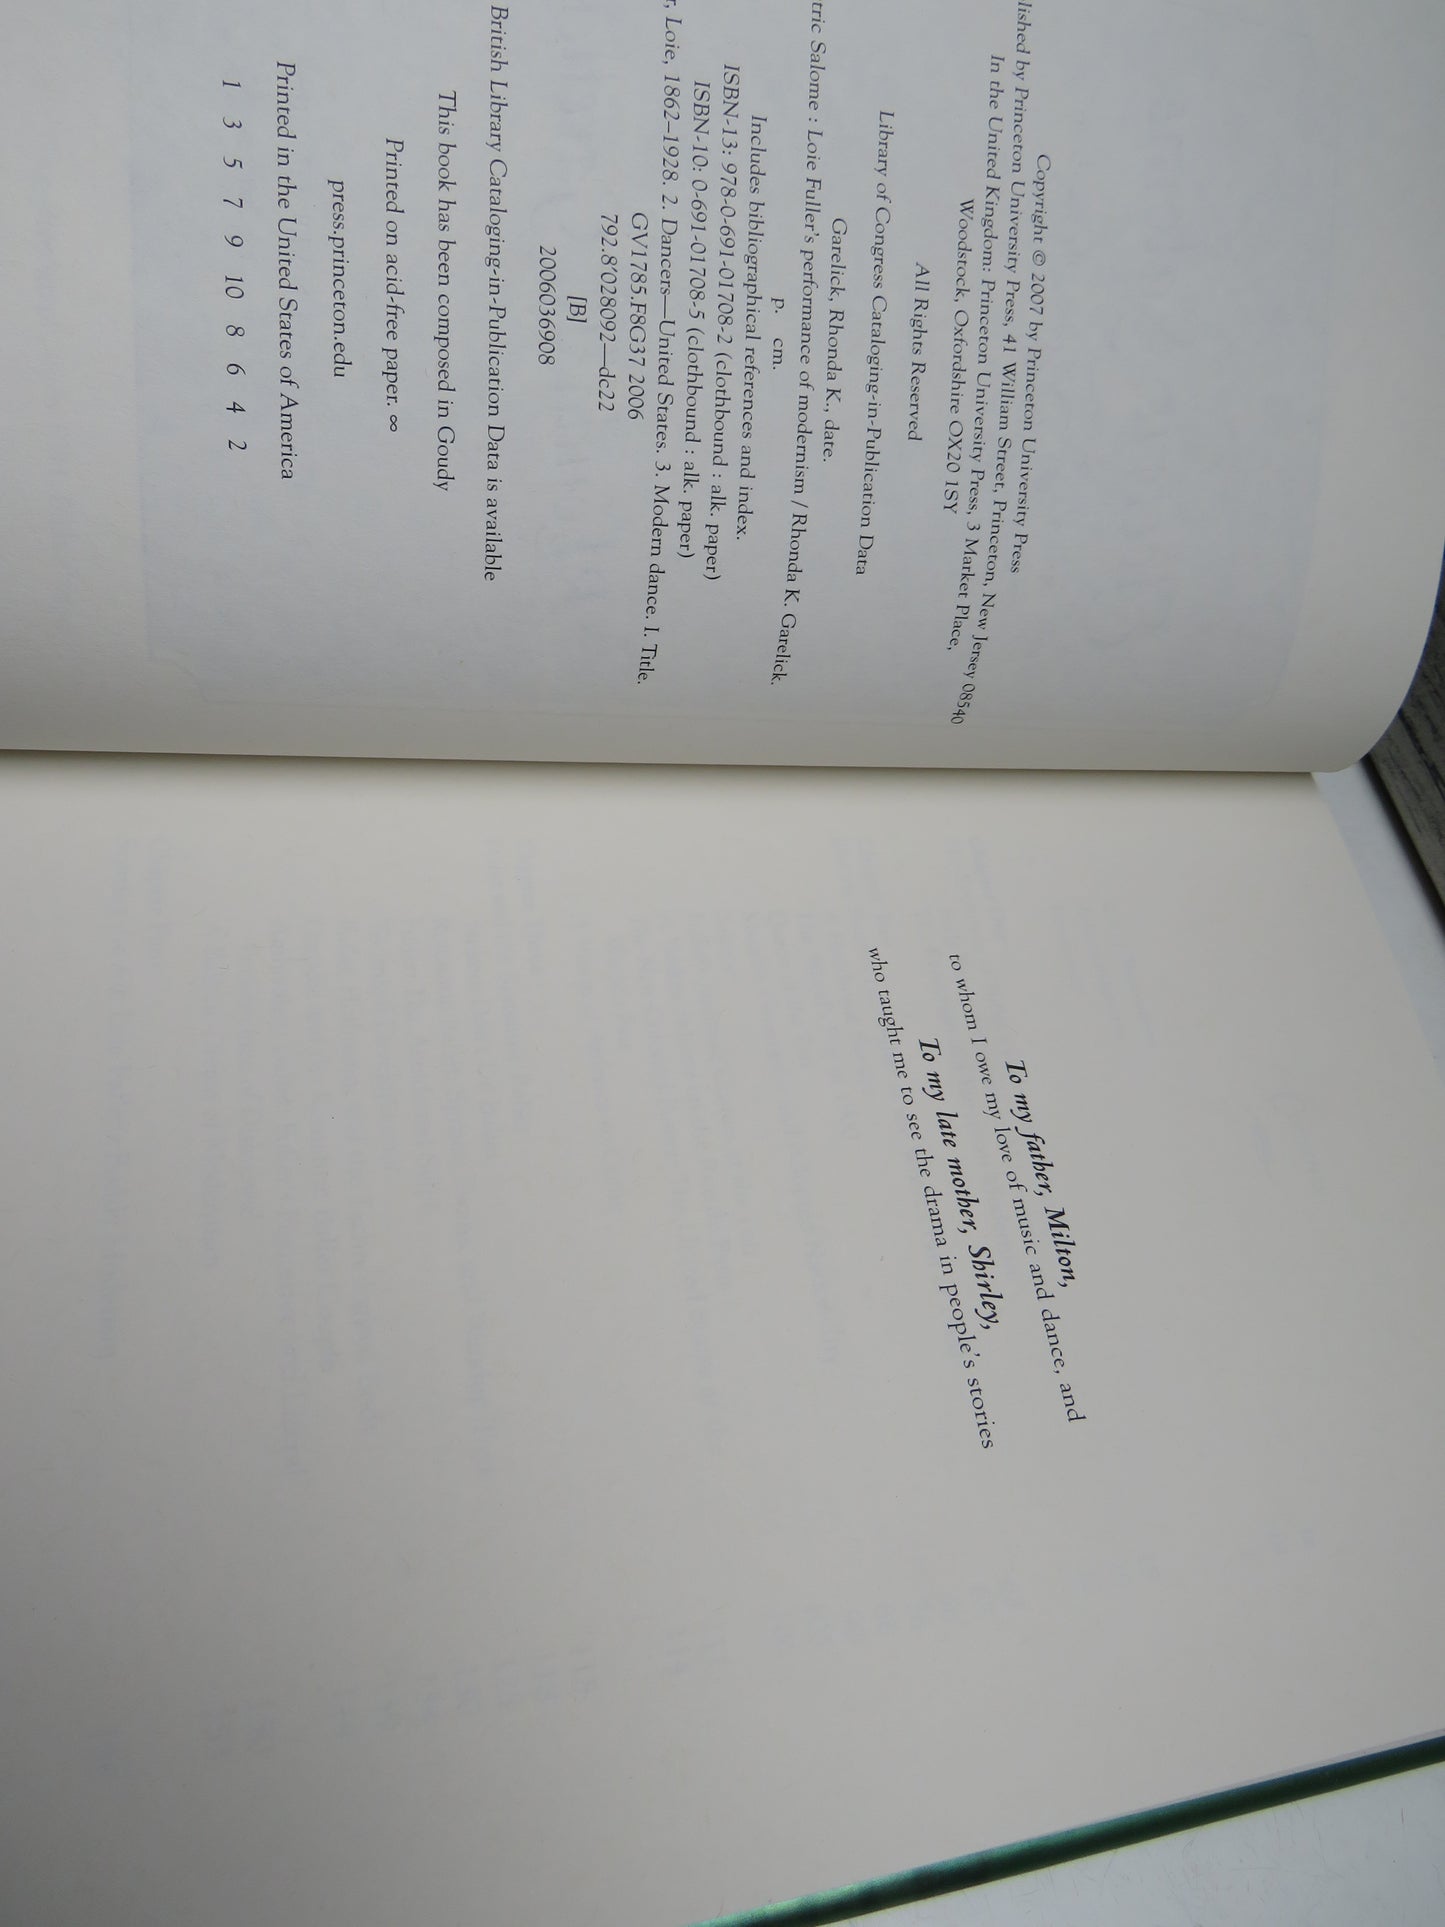 Copyright © 2007 by Princeton University Press
lished by Princeton University Press, 41 William Street, Princeton, New Jersey 08540
In the United Kingdom: Princeton University Press, 3 Market Place,
Woodstock, Oxfordshire OX20 1SY
All Rights Reserved
Library of Congress Cataloging-in-Publication Data
Garelick, Rhonda K., date.
tric Salome : Loie Fuller's performance of modernism / Rhonda K. Garelick.
p. cm.
Includes bibliographical references and index.
ISBN-13: 978-0-691-01708-2 (clothbound : alk. paper)
ISBN-10: 0-691-01708-5 (clothbound : alk. paper)
r, Loie, 1862–1928. 2. Dancers—United States. 3. Modern dance. I. Title.
GV1785.F8G37 2006
792.8'028092—dc22
[B]
2006036908
British Library Cataloging-in-Publication Data is available
This book has been composed in Goudy
Printed on acid-free paper. ∞
press.princeton.edu
Printed in the United States of America
1 3 5 7 9 10 8 6 4 2
To my father, Milton,
to whom I owe my love of music and dance, and
To my late mother, Shirley,
who taught me to see the drama in people's stories